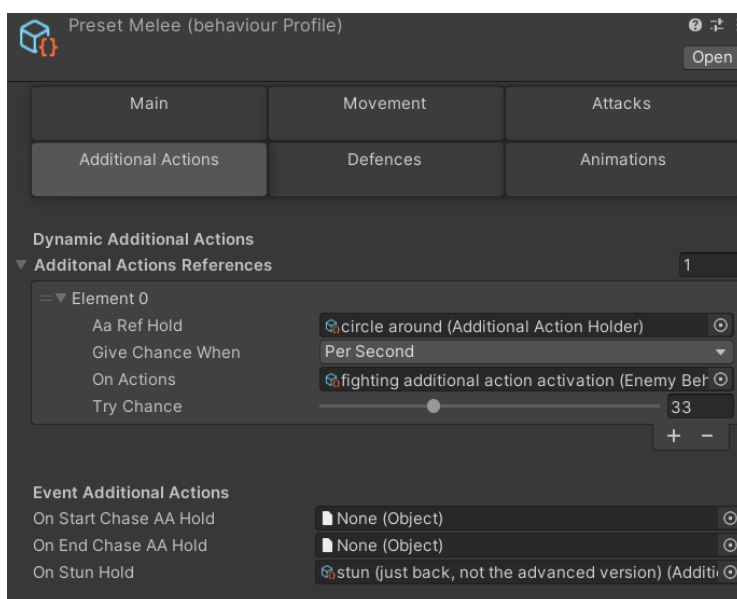 Preset Melee (behaviour Profile)
Open
Main Movement Attacks
Additional Actions Defences Animations
Dynamic Additional Actions
Additonal Actions References 1
Element 0
Aa Ref Hold circle around (Additional Action Holder)
Give Chance When Per Second
On Actions fighting additional action activation (Enemy Beh
Try Chance 33
+ -
Event Additional Actions
On Start Chase AA Hold None (Object)
On End Chase AA Hold None (Object)
On Stun Hold stun (just back, not the advanced version) (Additi